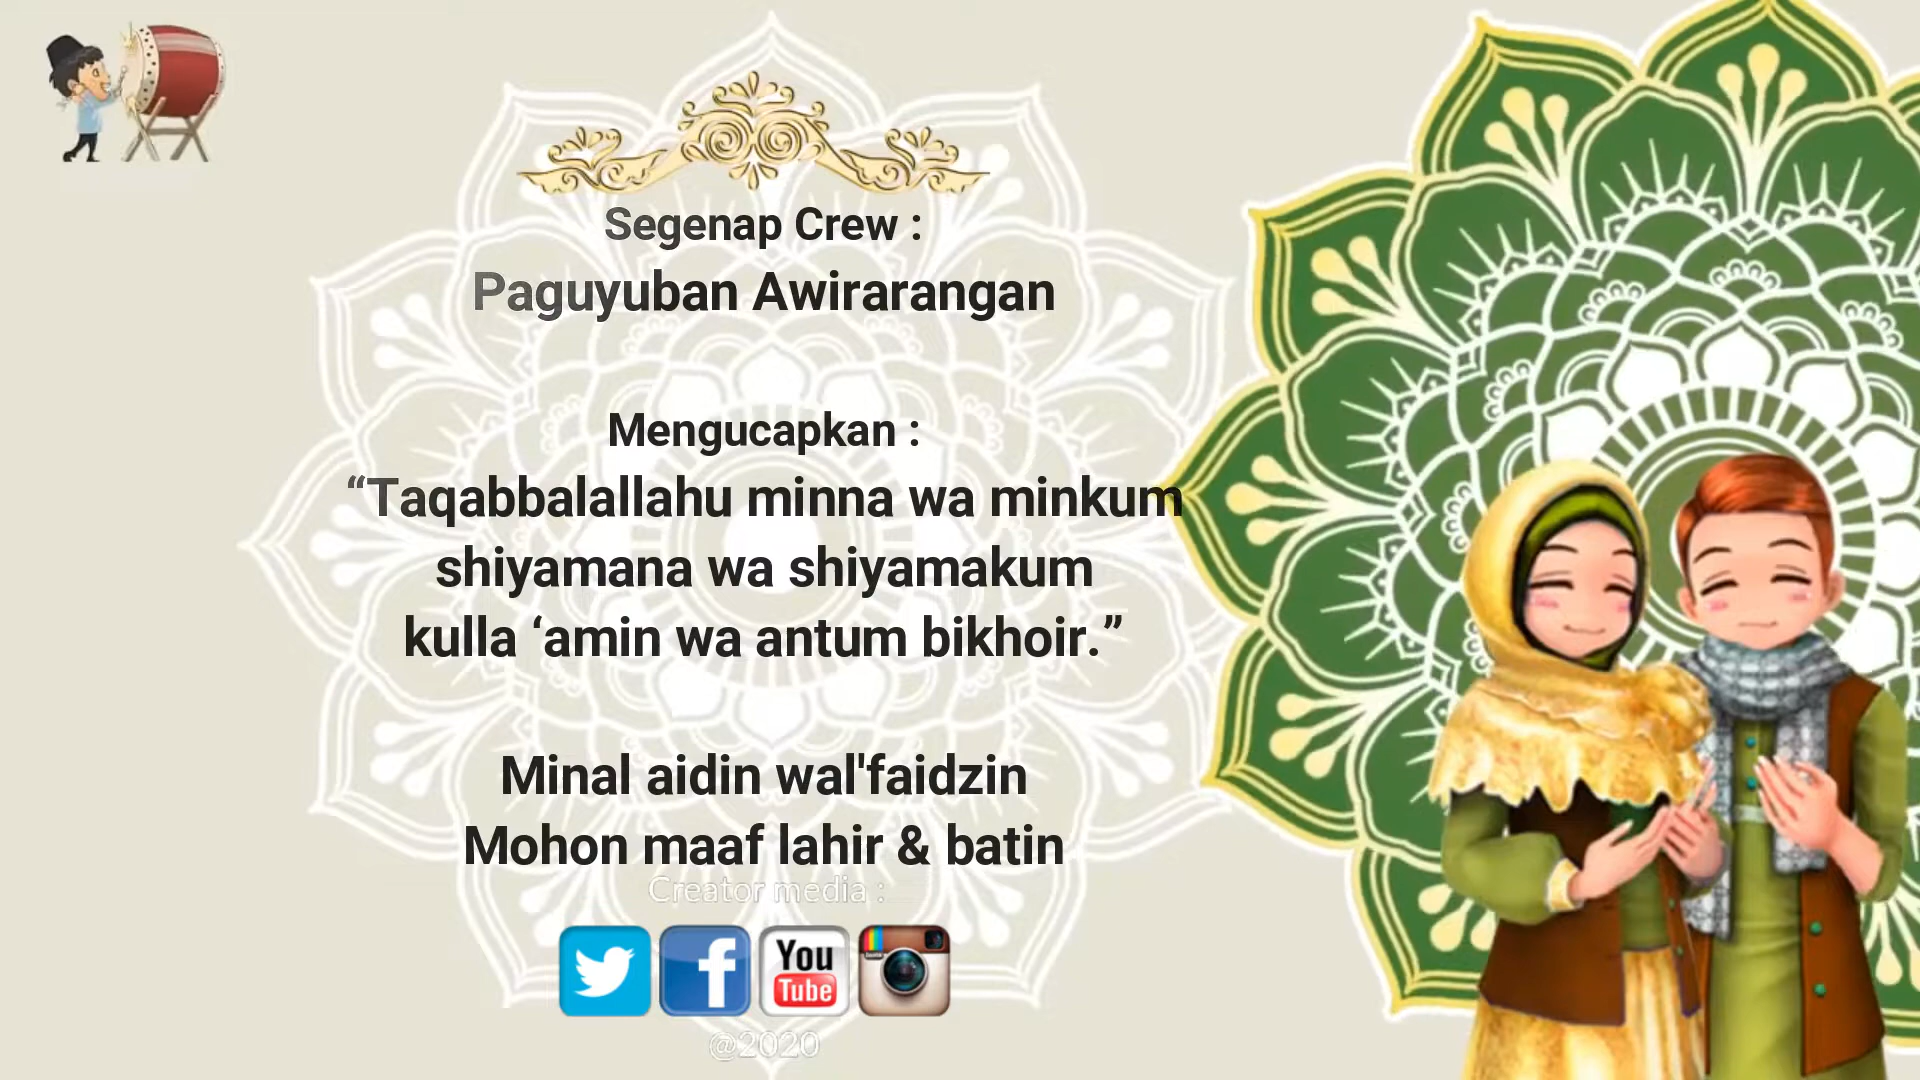 Segenap Crew :
Paguyuban Awirarangan
Mengucapkan :
“Taqabbalallahu minna wa minkum
shiyamana wa shiyamakum
kulla ‘amin wa antum bikhoir.”
Minal aidin wal'faidzin
Mohon maaf lahir & batin
Creator media :
You
Tube
@2020